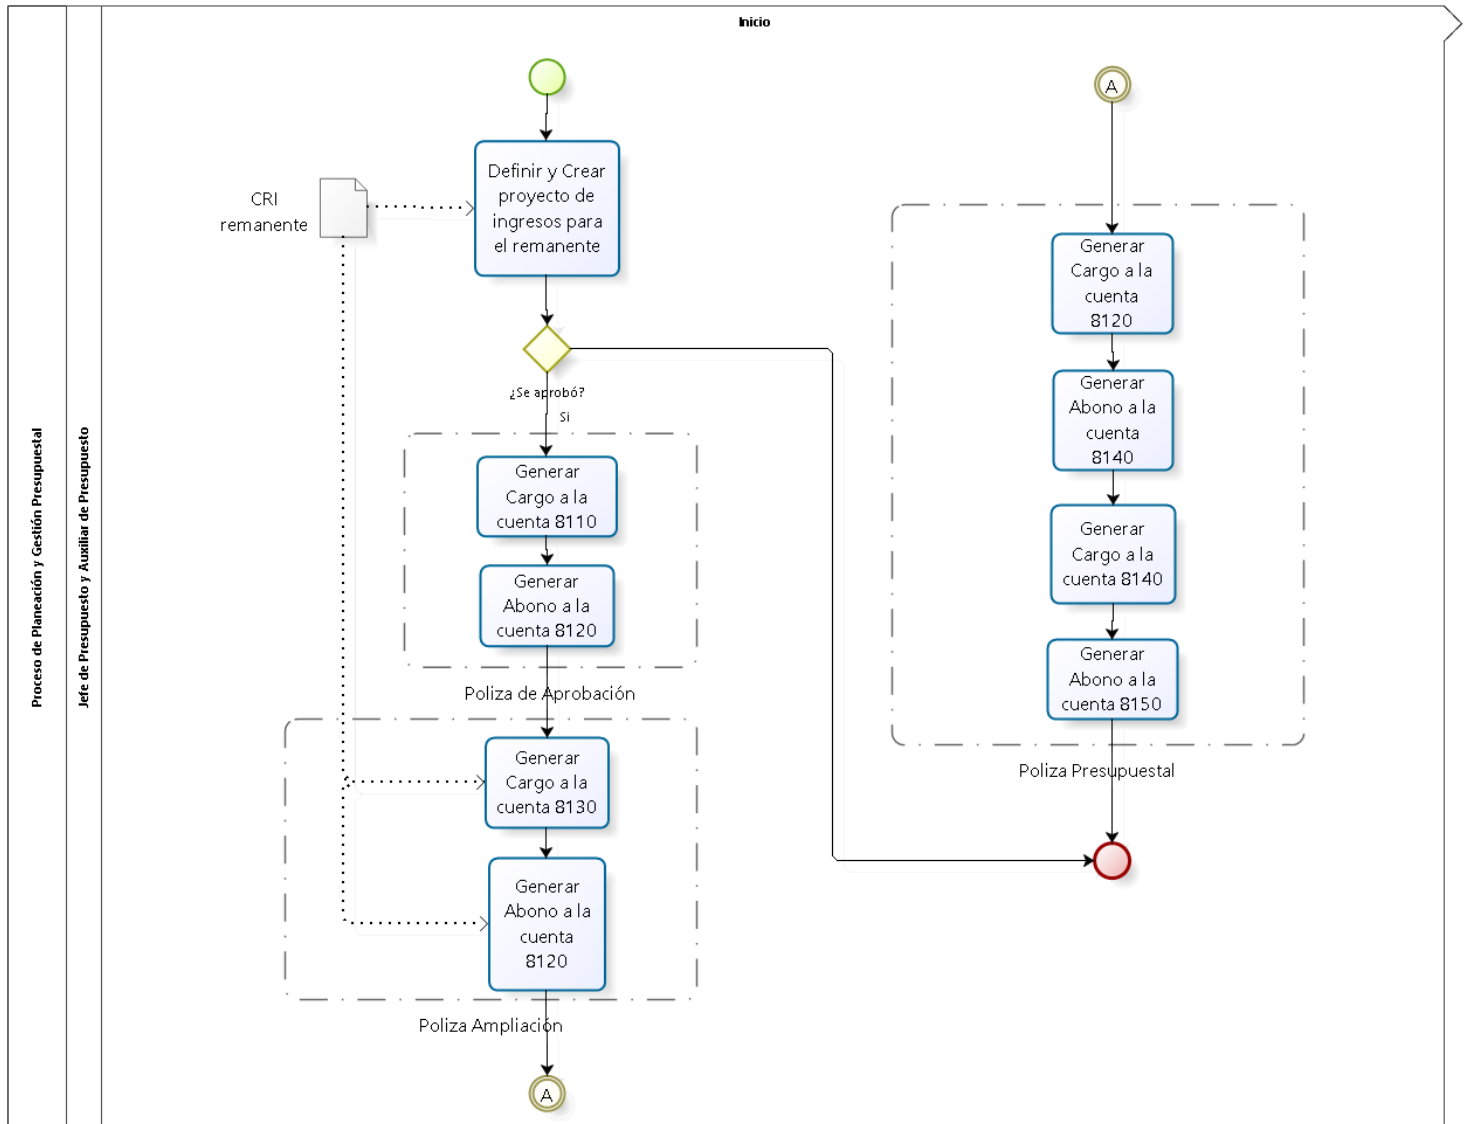 Inicio
Proceso de Planeación y Gestión Presupuestal
Jefe de Presupuesto y Auxiliar de Presupuesto
CRI
remanente
Definir y Crear
proyecto de
ingresos para
el remanente
¿Se aprobó?
Si
Generar
Cargo a la
cuenta 8110
Generar
Abono a la
cuenta 8120
Poliza de Aprobación
Generar
Cargo a la
cuenta 8130
Generar
Abono a la
cuenta
8120
Poliza Ampliación
A
A
Generar
Cargo a la
cuenta
8120
Generar
Abono a la
cuenta
8140
Generar
Cargo a la
cuenta 8140
Generar
Abono a la
cuenta 8150
Poliza Presupuestal